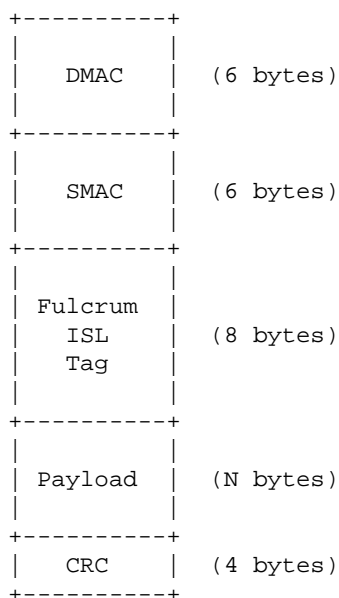 DMAC (6 bytes)
SMAC (6 bytes)
Fulcrum
ISL (8 bytes)
Tag
Payload (N bytes)
CRC (4 bytes)